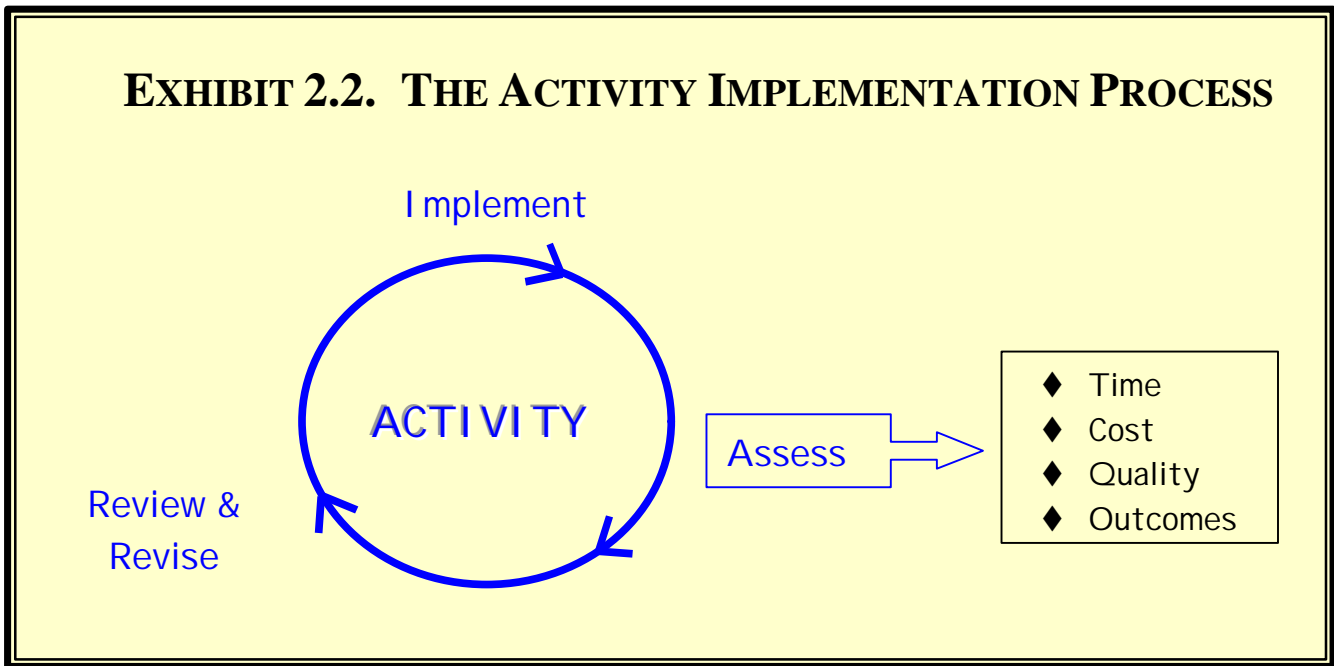 EXHIBIT 2.2. THE ACTIVITY IMPLEMENTATION PROCESS
Implement
ACTIVITY
Assess
♦ Time
♦ Cost
♦ Quality
♦ Outcomes
Review &
Revise